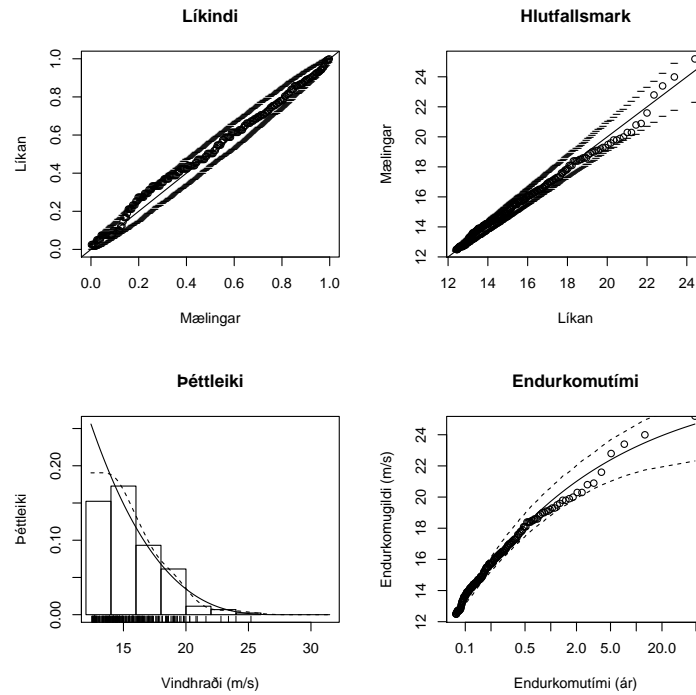 Líkindi
Líkan
0.0 0.2 0.4 0.6 0.8 1.0
0.0 0.2 0.4 0.6 0.8 1.0
Mælingar
Hlutfallsmark
Mælingar
12 14 16 18 20 22 24
12 14 16 18 20 22 24
Líkan
Þéttleiki
Þéttleiki
0.00 0.10 0.20
15 20 25 30
Vindhraði (m/s)
Endurkomutími
Endurkomugildi (m/s)
12 14 16 18 20 22 24
0.1 0.5 2.0 5.0 20.0
Endurkomutími (ár)